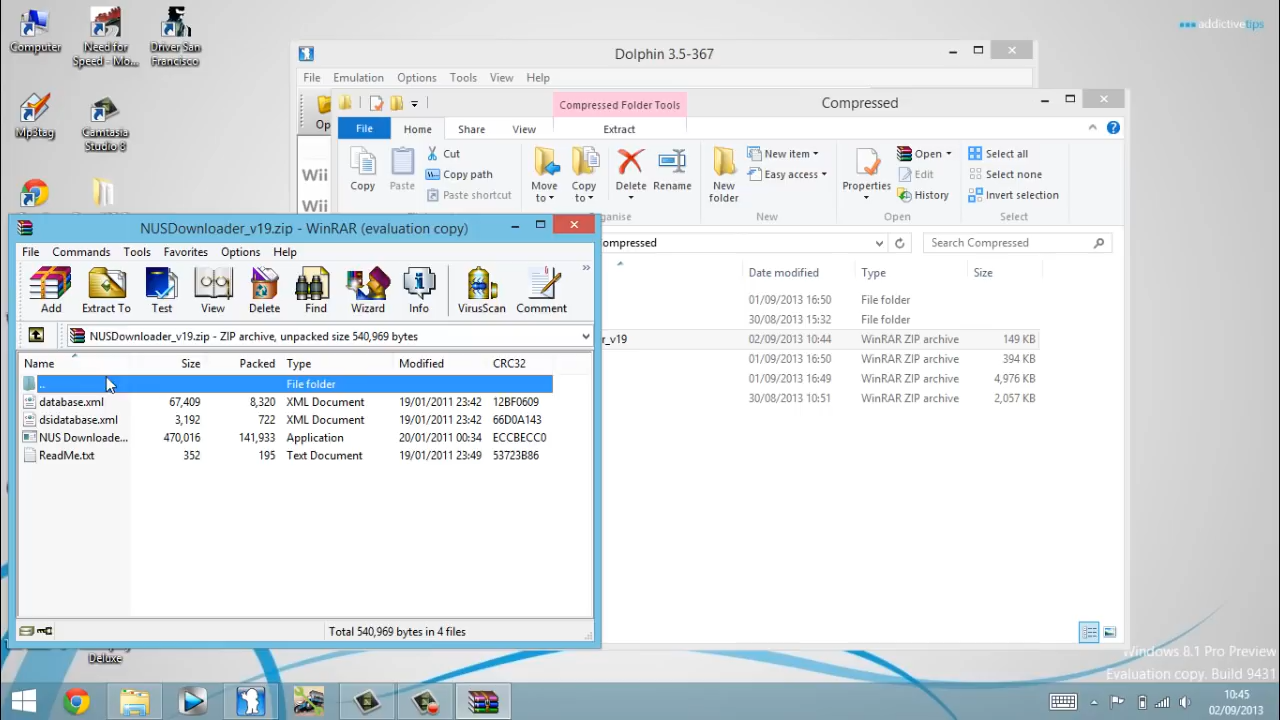 Computer
Need for
Speed - Mo...
Driver San
Francisco
addictivetips
Mp3tag
Camtasia
Studio 8
Dolphin 3.5-367
File Emulation Options Tools View Help
Op
Wii
Wii
Compressed Folder Tools
Compressed
File Home Share View Extract
Copy
Paste
Cut
Copy path
Paste shortcut
Move
to
Copy
to
Delete
Rename
New
folder
New item
Easy access
Properties
Open
Edit
History
Select all
Select none
Invert selection
Organise
New
Open
Select
ompressed
Search Compressed
Date modified Type Size
01/09/2013 16:50 File folder
30/08/2013 15:32 File folder
r_v19 02/09/2013 10:44 WinRAR ZIP archive 149 KB
01/09/2013 16:50 WinRAR ZIP archive 394 KB
01/09/2013 16:49 WinRAR ZIP archive 4,976 KB
30/08/2013 10:51 WinRAR ZIP archive 2,057 KB
NUSDownloader_v19.zip - WinRAR (evaluation copy)
File Commands Tools Favorites Options Help
Add Extract To Test View Delete Find Wizard Info VirusScan Comment
NUSDownloader_v19.zip - ZIP archive, unpacked size 540,969 bytes
Name Size Packed Type Modified CRC32
.. File folder
database.xml 67,409 8,320 XML Document 19/01/2011 23:42 12BF0609
dsidatabase.xml 3,192 722 XML Document 19/01/2011 23:42 66D0A143
NUS Downloade... 470,016 141,933 Application 20/01/2011 00:34 ECCBECC0
ReadMe.txt 352 195 Text Document 19/01/2011 23:49 53723B86
Total 540,969 bytes in 4 files
Deluxe
Windows 8.1 Pro Preview
Evaluation copy. Build 9431
10:45
02/09/2013